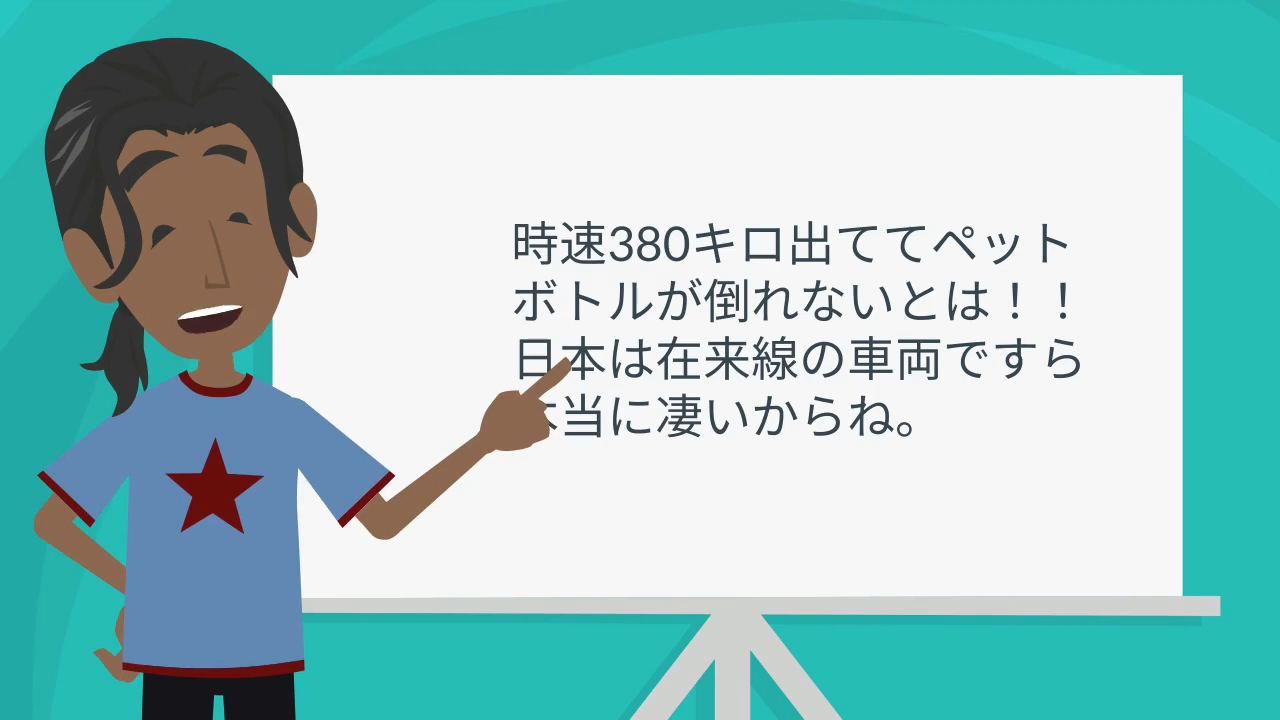 時速380キロ出ててペット
ボトルが倒れないとは！！
日本は在来線の車両ですら
本当に凄いからね。